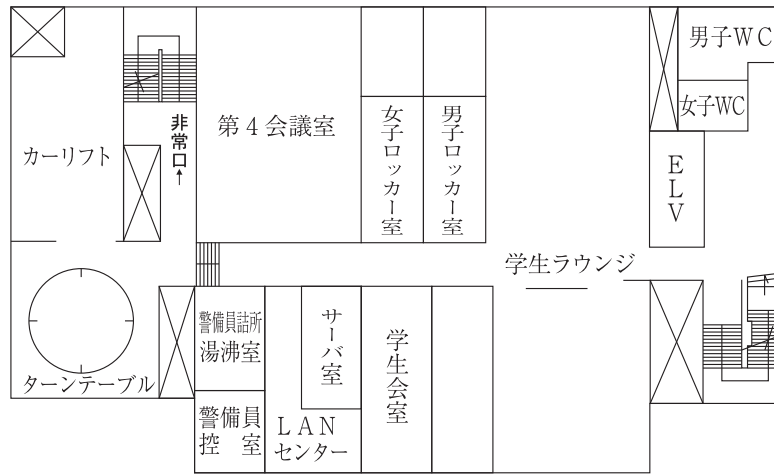 男子WC
女子WC
非常口↑
第4会議室
女子ロッカー室
男子ロッカー室
カーリフト
ELV
学生ラウンジ
警備員詰所
湯沸室
サーバ室
学生会室
ターンテーブル
警備員
控 室
LAN
センター